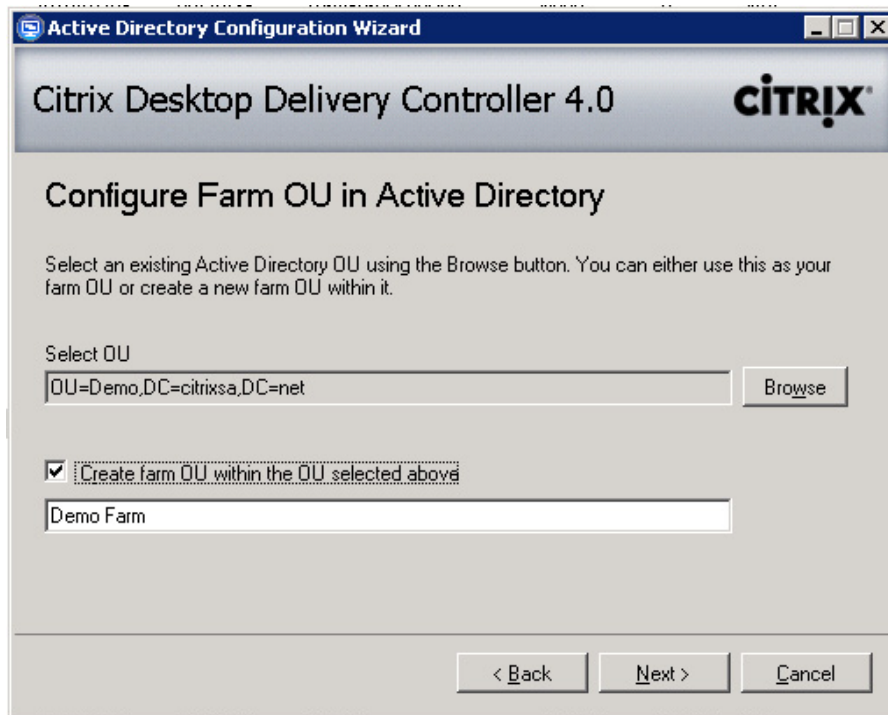 Active Directory Configuration Wizard
Citrix Desktop Delivery Controller 4.0
CITRIX
Configure Farm OU in Active Directory
Select an existing Active Directory OU using the Browse button. You can either use this as your
farm OU or create a new farm OU within it.
Select OU
OU=Demo,DC=citrixsa,DC=net
Browse
Create farm OU within the OU selected above
Demo Farm
< Back
Next >
Cancel